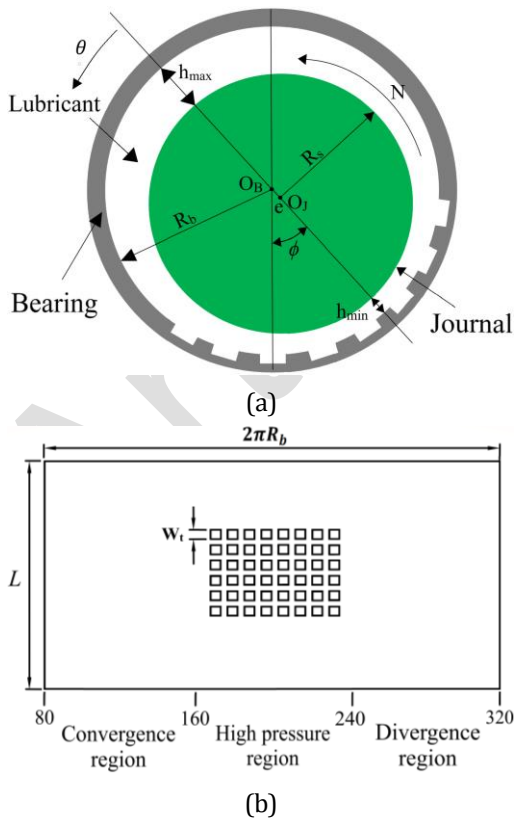 θ
h_max
N
Lubricant
R_s
O_B
e O_J
R_b
ϕ
Bearing
h_min
Journal
(a)
2πR_b
W_t
L
80 160 240 320
Convergence region
High pressure region
Divergence region
(b)